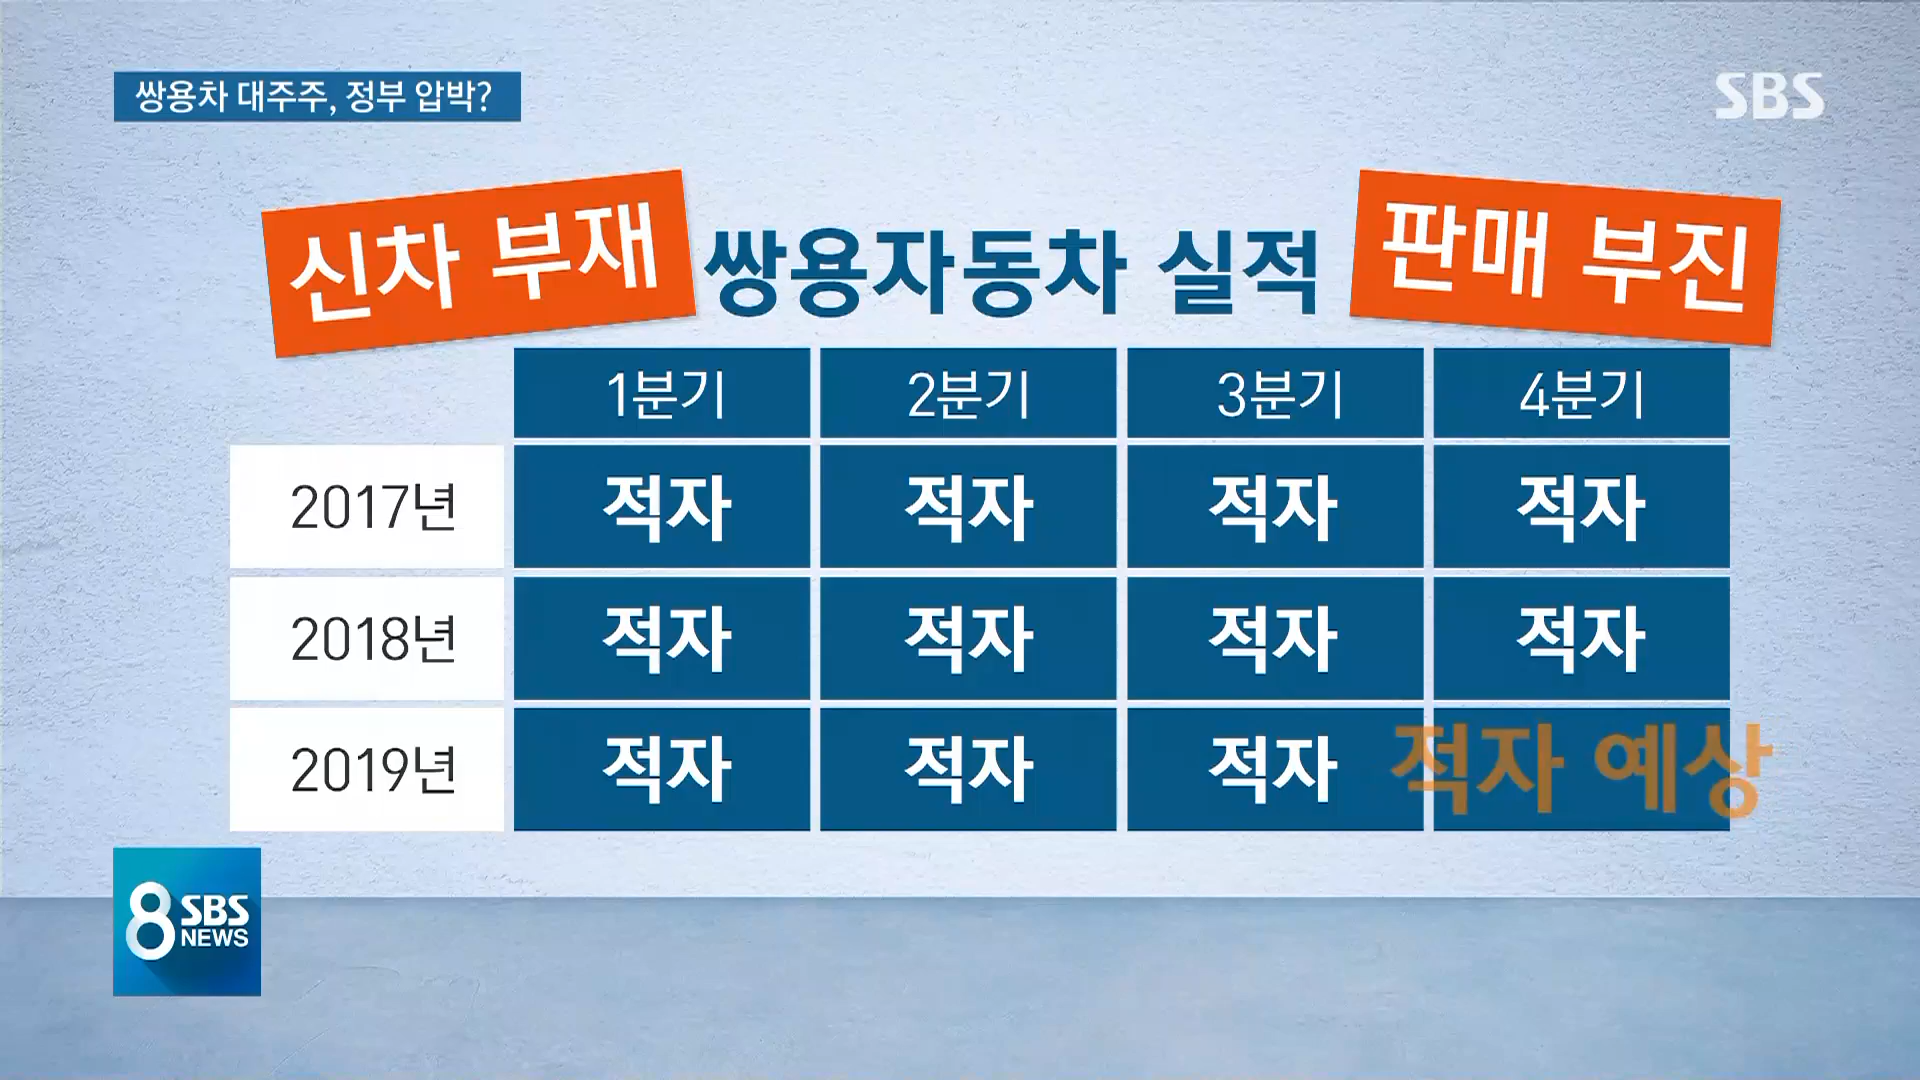 쌍용차 대주주, 정부 압박?
SBS
신차 부재
쌍용자동차 실적
판매 부진
1분기 2분기 3분기 4분기
2017년 적자 적자 적자 적자
2018년 적자 적자 적자 적자
2019년 적자 적자 적자 적자 예상
8 SBS
NEWS